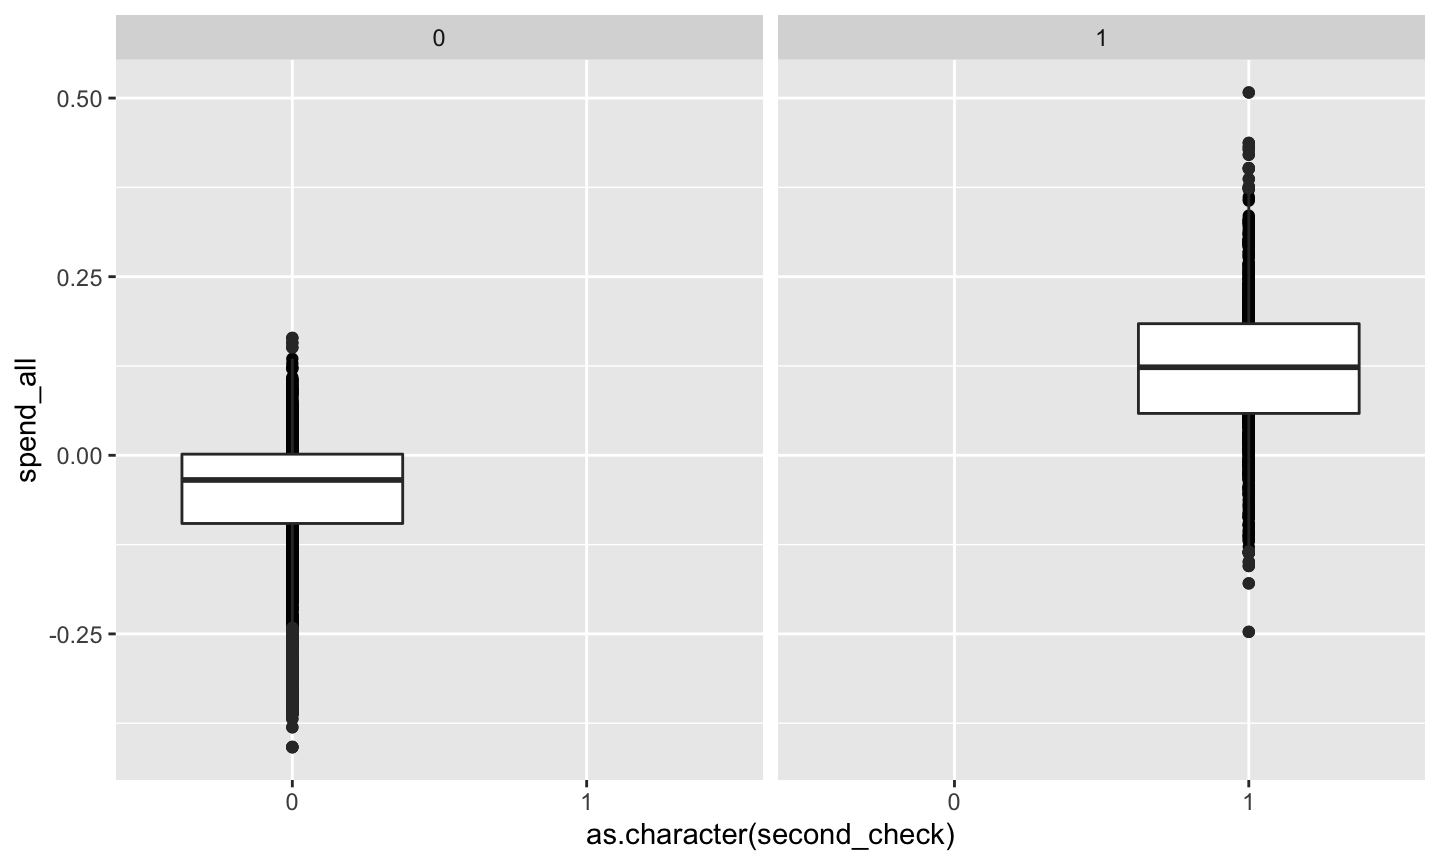 0 1
0.50
0.25
0.00
-0.25
spend_all
0 1 0 1
as.character(second_check)